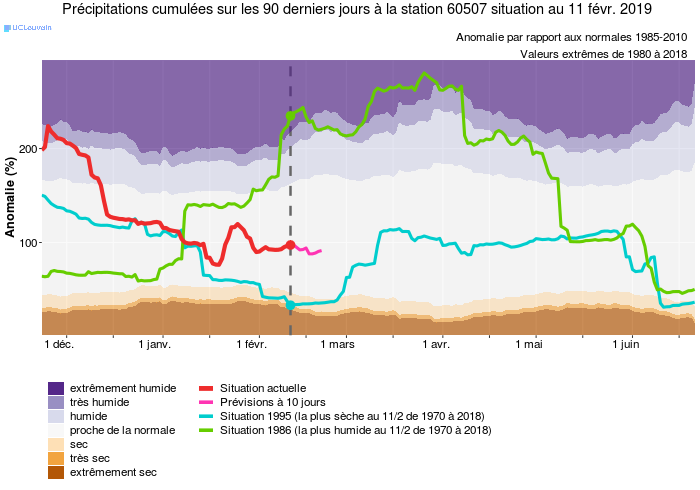 Précipitations cumulées sur les 90 derniers jours à la station 60507 situation au 11 févr. 2019
UCLouvain
Anomalie par rapport aux normales 1985-2010
Valeurs extrêmes de 1980 à 2018
Anomalie (%)
200
100
1 déc.
1 janv.
1 févr.
1 mars
1 avr.
1 mai
1 juin
extrêmement humide
très humide
humide
proche de la normale
sec
très sec
extrêmement sec
Situation actuelle
Prévisions à 10 jours
Situation 1995 (la plus sèche au 11/2 de 1970 à 2018)
Situation 1986 (la plus humide au 11/2 de 1970 à 2018)